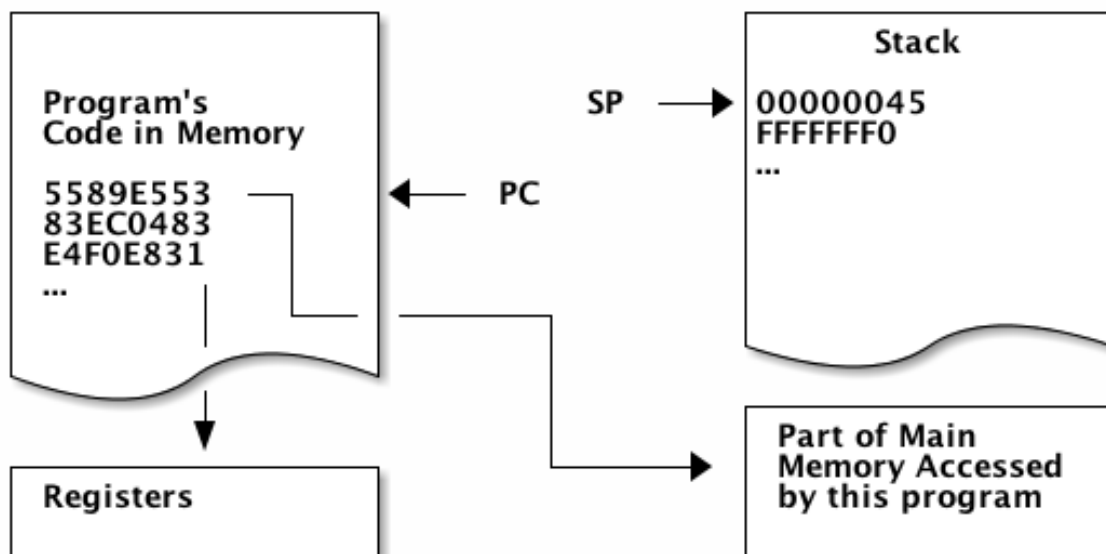 Program's
Code in Memory
5589E553
83EC0483
E4F0E831
...
PC
SP
Stack
00000045
FFFFFFF0
...
Registers
Part of Main
Memory Accessed
by this program